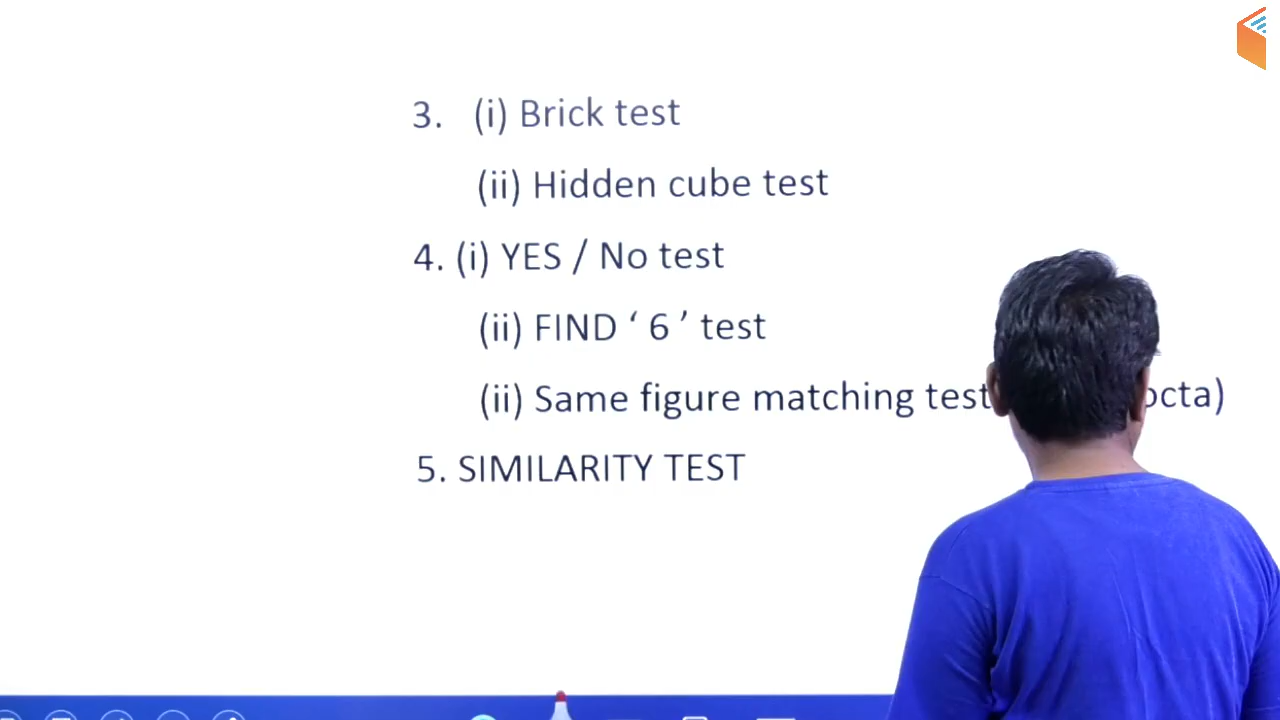 3. (i) Brick test
(ii) Hidden cube test
4. (i) YES / No test
(ii) FIND ‘ 6 ’ test
(ii) Same figure matching test
5. SIMILARITY TEST